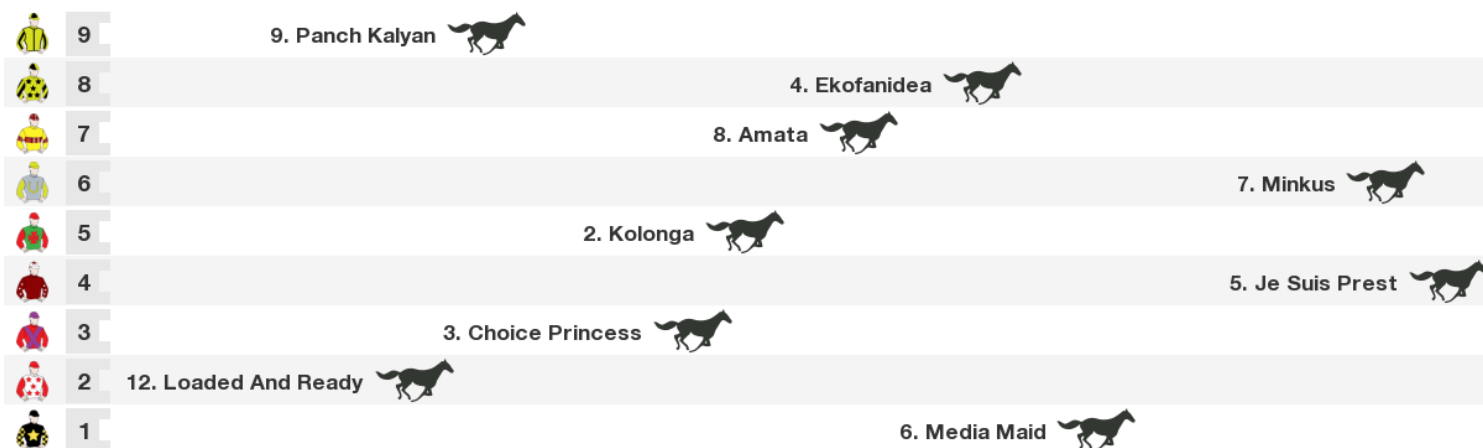 9 9. Panch Kalyan
8 4. Ekofanidea
7 8. Amata
6 7. Minkus
5 2. Kolonga
4 5. Je Suis Prest
3 3. Choice Princess
2 12. Loaded And Ready
1 6. Media Maid